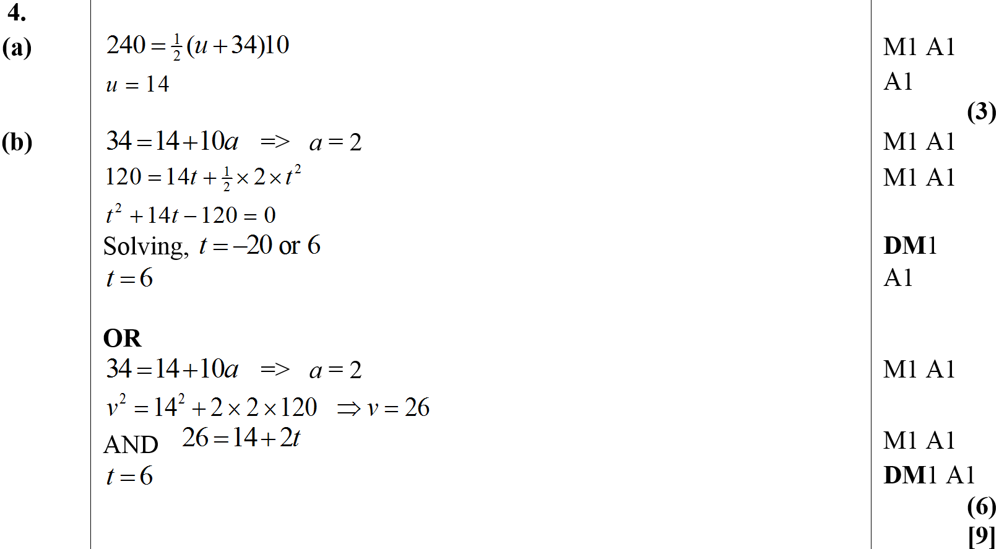 4.
(a) 240 = ½(u + 34)10 M1 A1
u = 14 A1
(3)
(b) 34 = 14 + 10a => a = 2 M1 A1
120 = 14t + ½ × 2 × t² M1 A1
t² + 14t − 120 = 0
Solving, t = −20 or 6 DM1
t = 6 A1
OR
34 = 14 + 10a => a = 2 M1 A1
v² = 14² + 2 × 2 × 120 ⇒ v = 26
AND 26 = 14 + 2t M1 A1
t = 6 DM1 A1
(6)
[9]